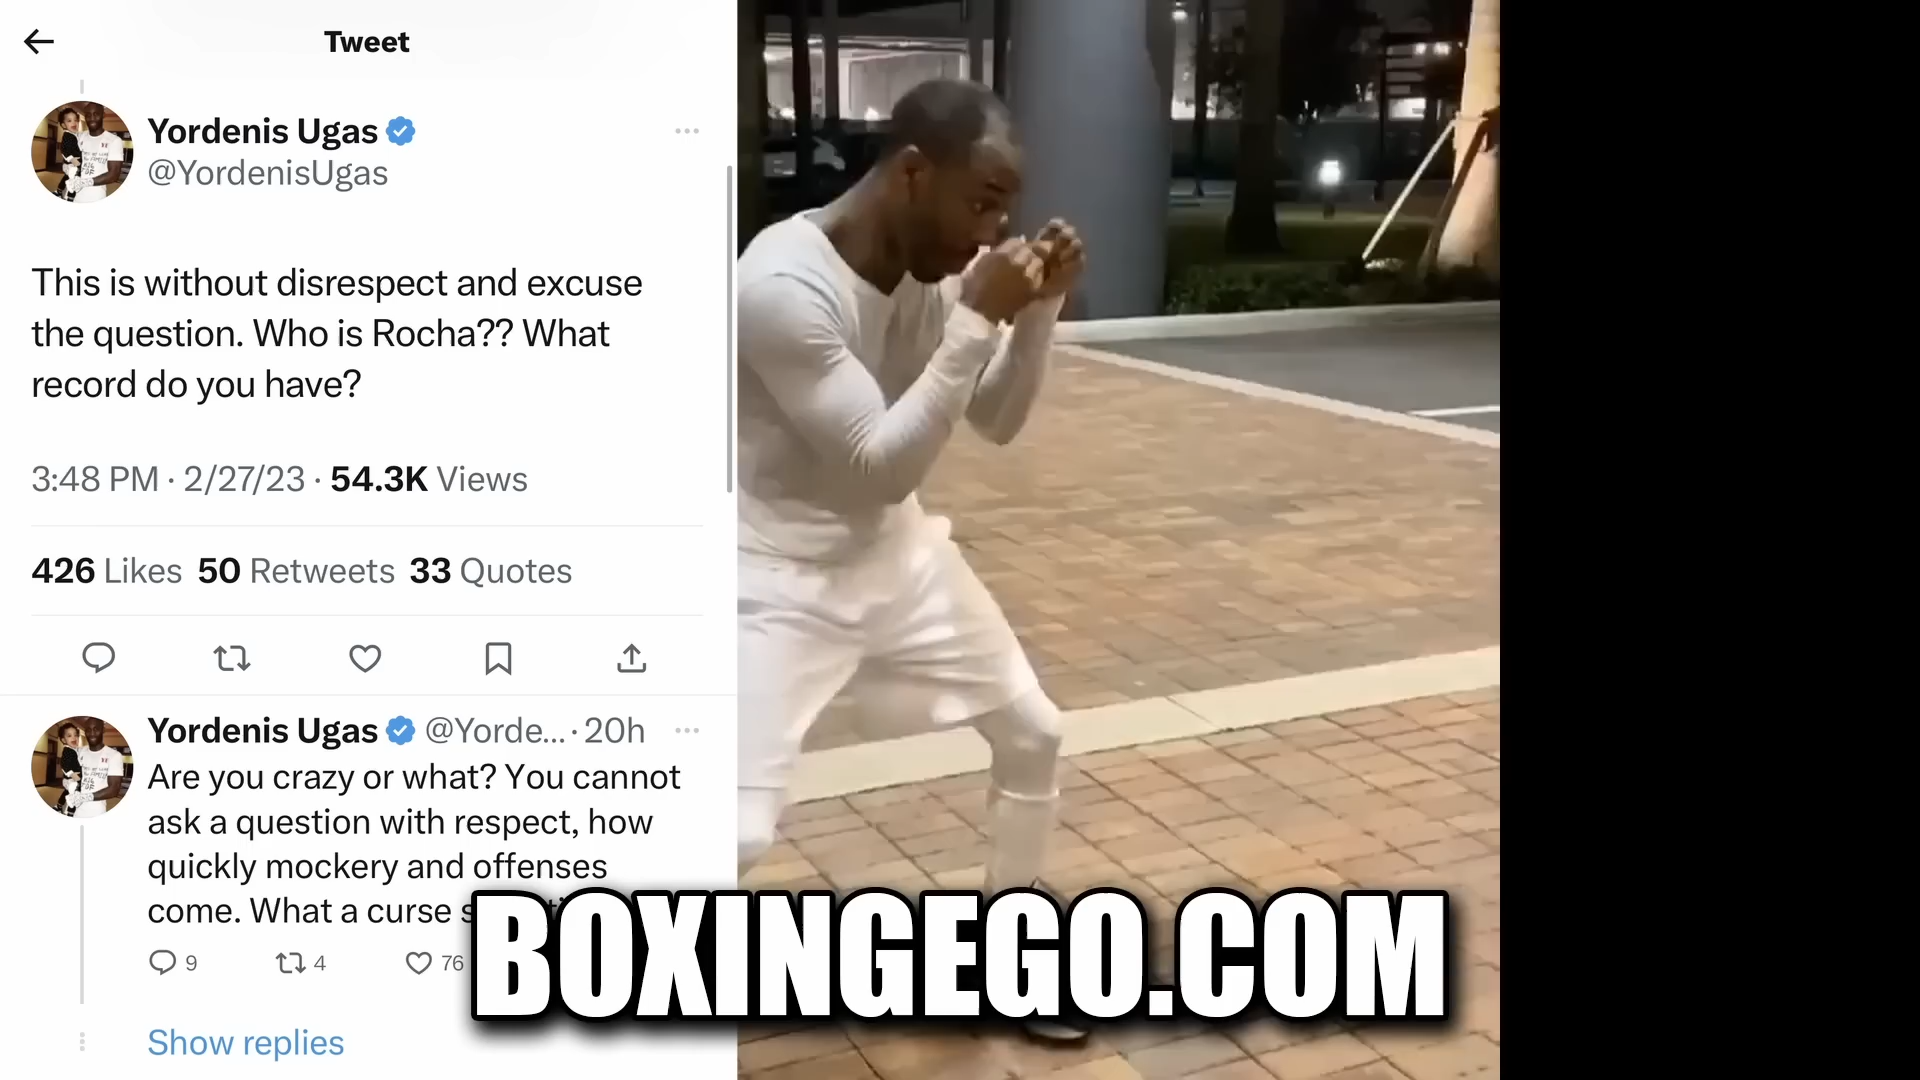 Tweet
Yordenis Ugas
@YordenisUgas
This is without disrespect and excuse
the question. Who is Rocha?? What
record do you have?
3:48 PM · 2/27/23 · 54.3K Views
426 Likes 50 Retweets 33 Quotes
Yordenis Ugas @Yorde... · 20h
Are you crazy or what? You cannot
ask a question with respect, how
quickly mockery and offenses
come. What a curse
9 4 76
BOXINGEGO.COM
Show replies